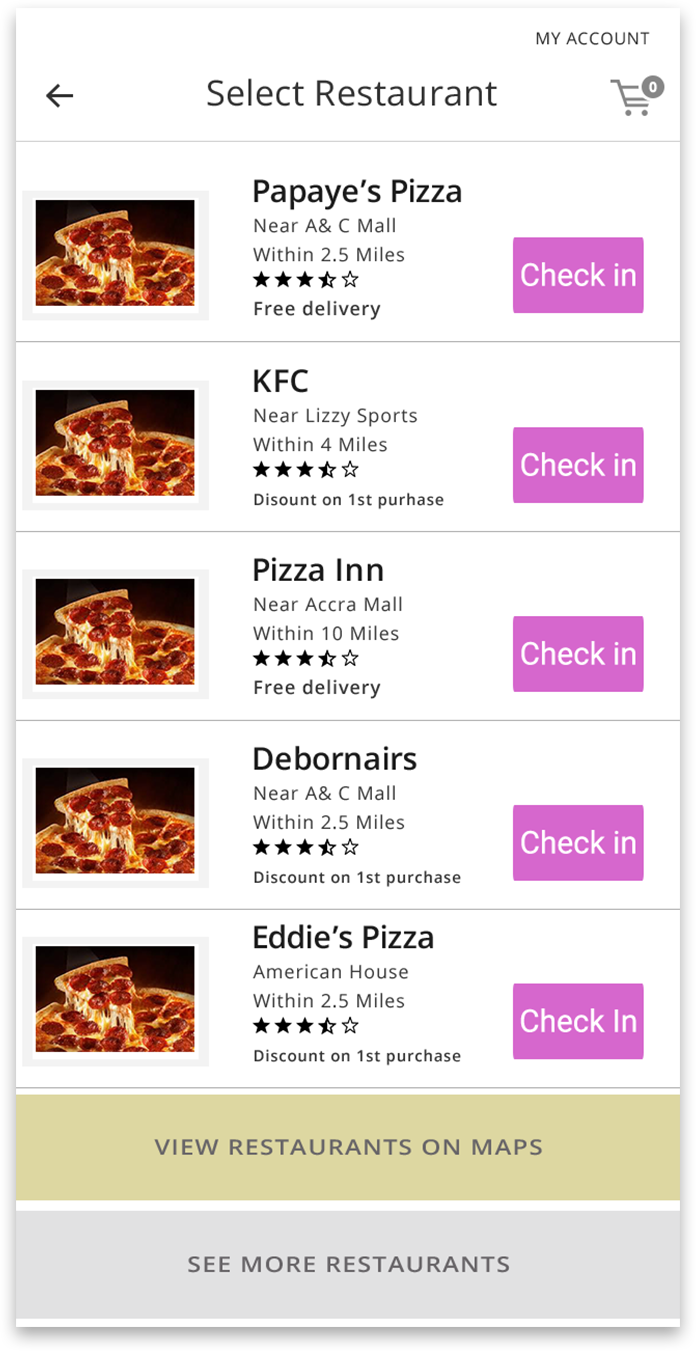 MY ACCOUNT
Select Restaurant
0
Papaye’s Pizza
Near A& C Mall
Within 2.5 Miles
Free delivery
Check in
KFC
Near Lizzy Sports
Within 4 Miles
Disount on 1st purhase
Check in
Pizza Inn
Near Accra Mall
Within 10 Miles
Free delivery
Check in
Debornairs
Near A& C Mall
Within 2.5 Miles
Discount on 1st purchase
Check in
Eddie’s Pizza
American House
Within 2.5 Miles
Discount on 1st purchase
Check In
VIEW RESTAURANTS ON MAPS
SEE MORE RESTAURANTS